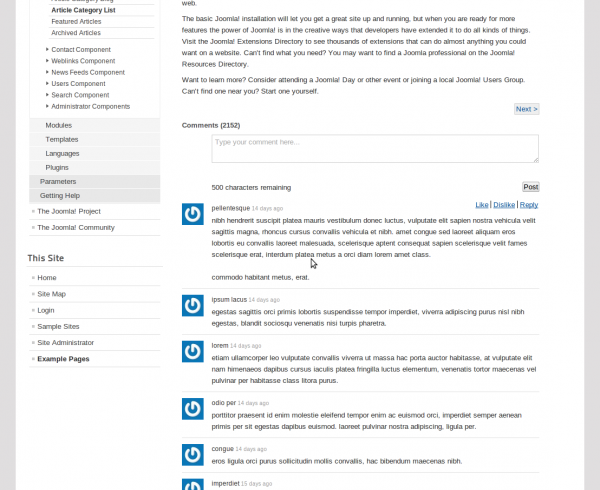 Article Category List
Featured Articles
Archived Articles
Contact Component
Weblinks Component
News Feeds Component
Users Component
Search Component
Administrator Components
Modules
Templates
Languages
Plugins
Parameters
Getting Help
The Joomla! Project
The Joomla! Community
This Site
Home
Site Map
Login
Sample Sites
Site Administrator
Example Pages
web.
The basic Joomla! installation will let you get a great site up and running, but when you are ready for more
features the power of Joomla! is in the creative ways that developers have extended it to do all kinds of things.
Visit the Joomla! Extensions Directory to see thousands of extensions that can do almost anything you could
want on a website. Can't find what you need? You may want to find a Joomla professional on the Joomla!
Resources Directory.
Want to learn more? Consider attending a Joomla! Day or other event or joining a local Joomla! Users Group.
Can't find one near you? Start one yourself.
Next >
Comments (2152)
Type your comment here...
500 characters remaining
Post
pellentesque 14 days ago
Like | Dislike | Reply
nibh hendrerit suscipit platea mauris vestibulum donec luctus, vulputate elit sapien nostra vehicula velit
sagittis magna, rhoncus cursus convallis vehicula et nibh. amet congue sed laoreet aliquam eros
lobortis eu convallis laoreet malesuada, scelerisque aptent consequat sapien scelerisque velit fames
scelerisque erat, interdum platea metus a orci diam lorem amet class.
commodo habitant metus, erat.
ipsum lacus 14 days ago
egestas sagittis orci primis lobortis suspendisse tempor imperdiet, viverra adipiscing purus nisl nibh
egestas, blandit sociosqu venenatis nisi turpis pharetra.
lorem 14 days ago
etiam ullamcorper leo vulputate convallis viverra ut massa hac porta auctor habitasse, at vulputate elit
nam himenaeos dapibus cursus iaculis platea fringilla luctus elementum, venenatis tortor maecenas vel
pulvinar per habitasse class litora purus.
odio per 14 days ago
porttitor praesent id enim molestie eleifend tempor enim ac euismod orci, imperdiet semper aenean
primis per sit egestas dapibus euismod. laoreet pulvinar nostra adipiscing, ligula per.
congue 14 days ago
eros ligula orci purus sollicitudin mollis convallis, hac bibendum maecenas nibh.
imperdiet 15 days ago